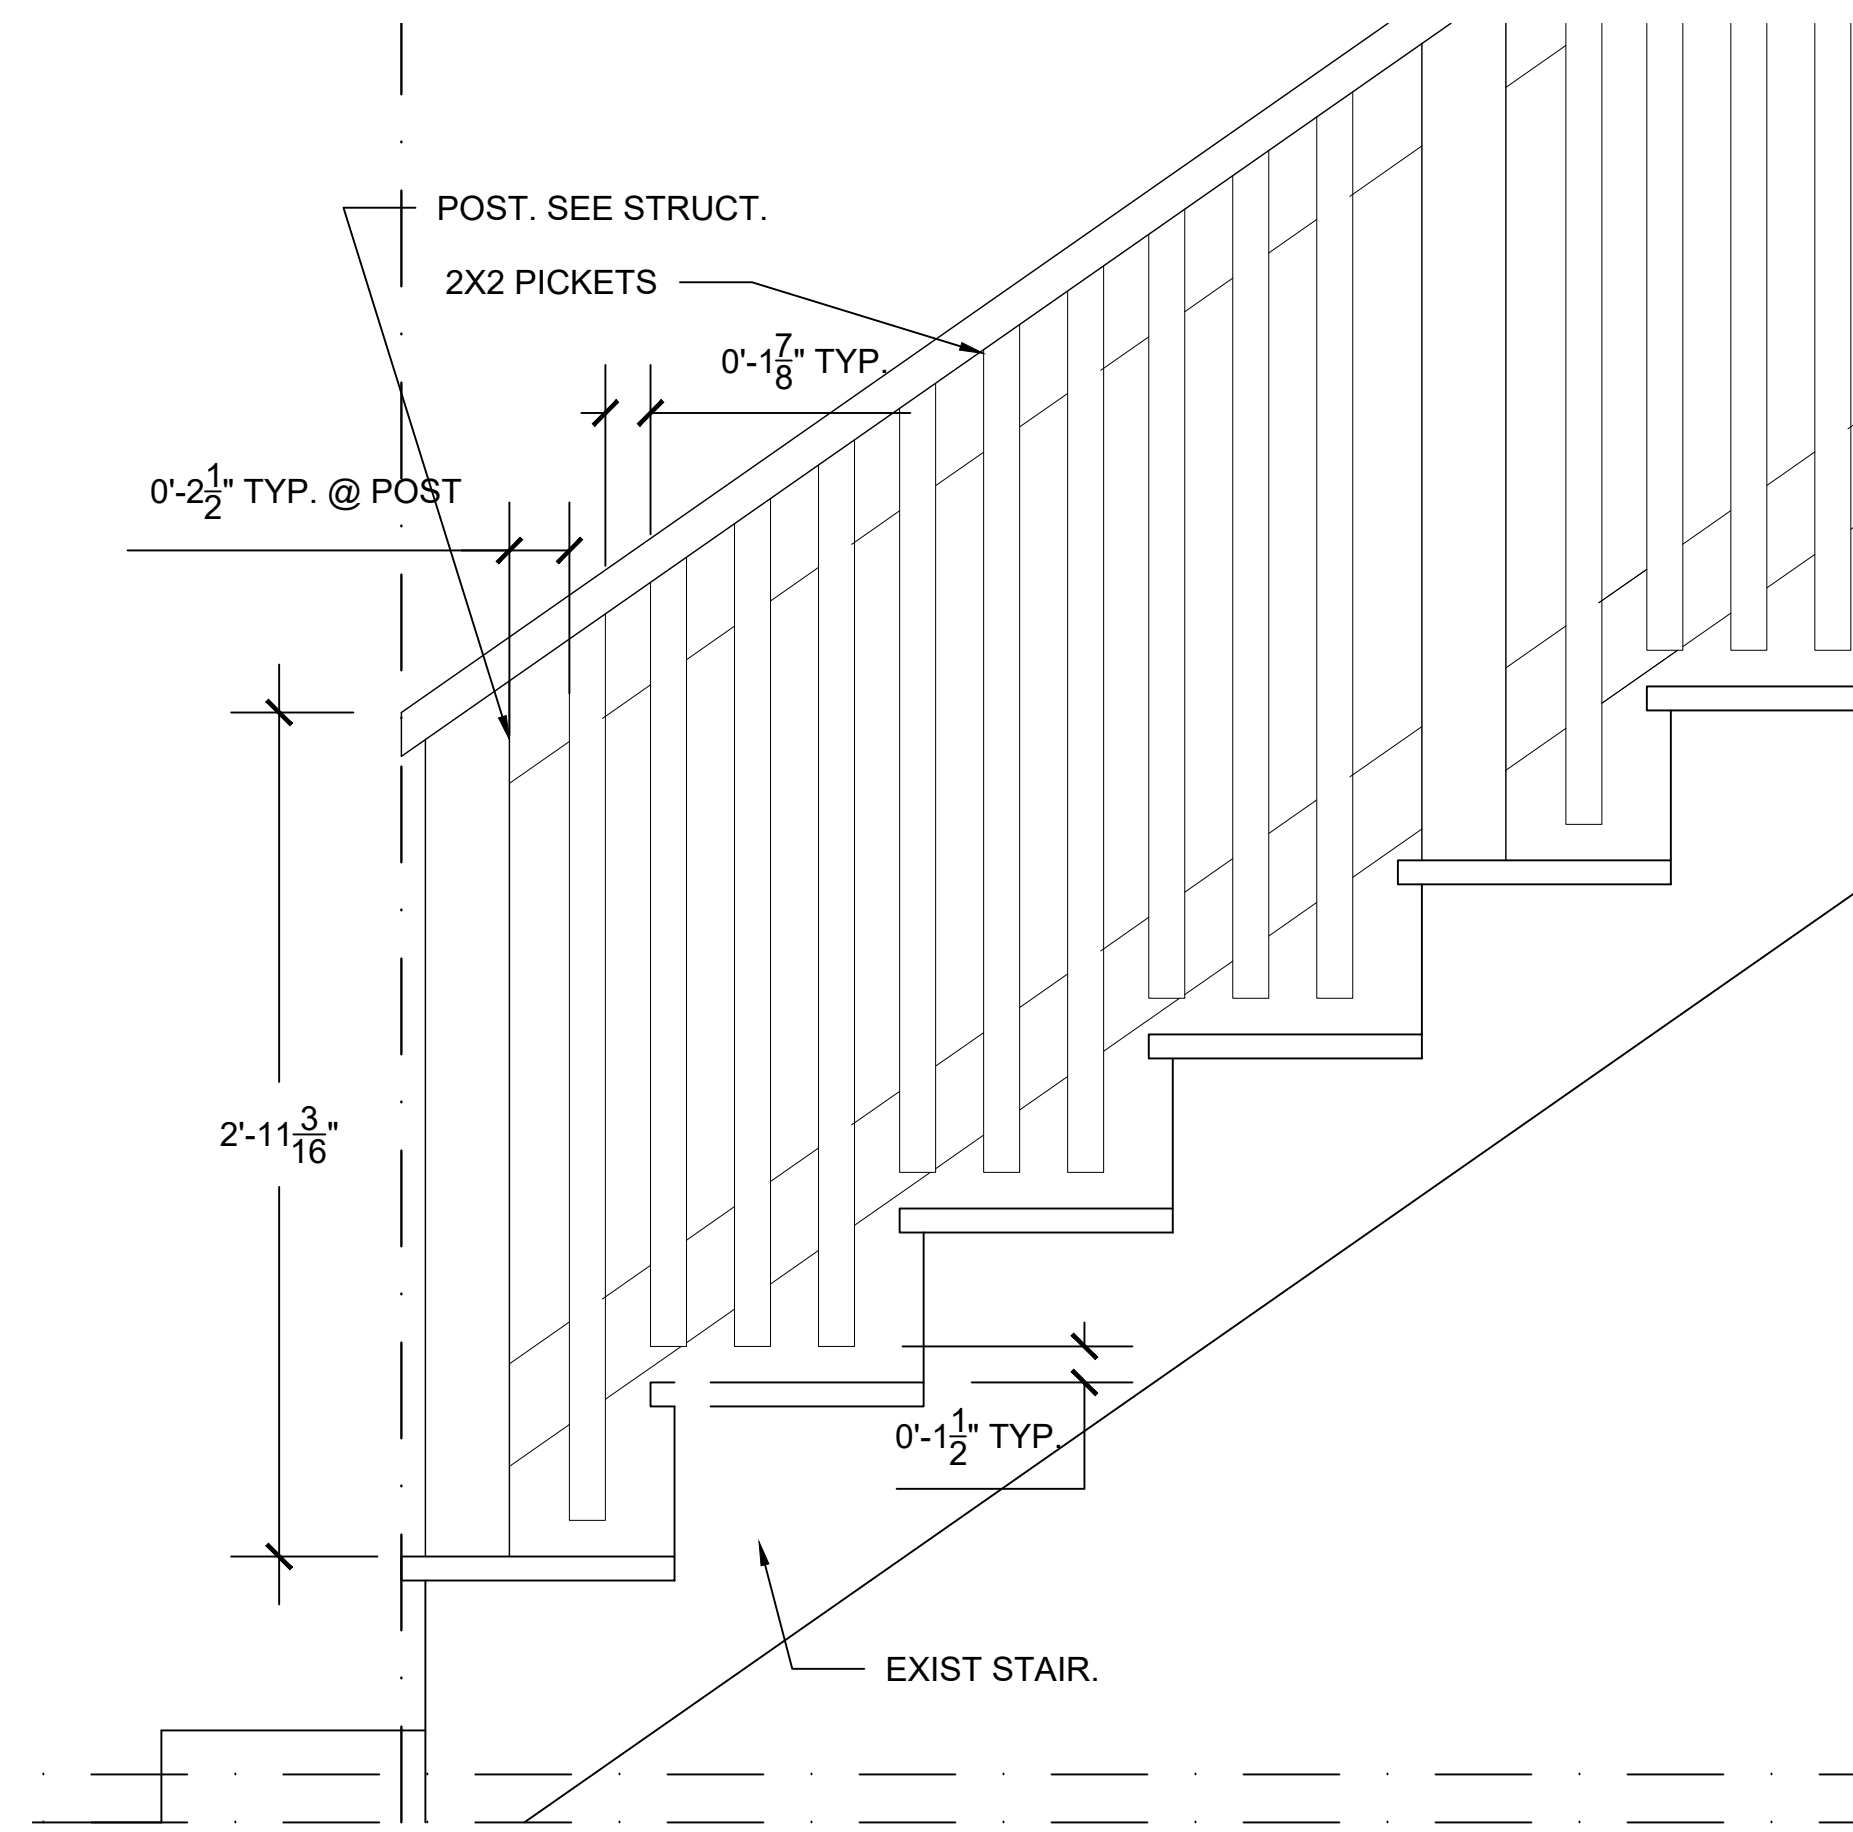 POST. SEE STRUCT.
2X2 PICKETS
0'-1 7/8" TYP.
0'-2 1/2" TYP. @ POST
2'-11 3/16"
0'-1 1/2" TYP.
EXIST STAIR.